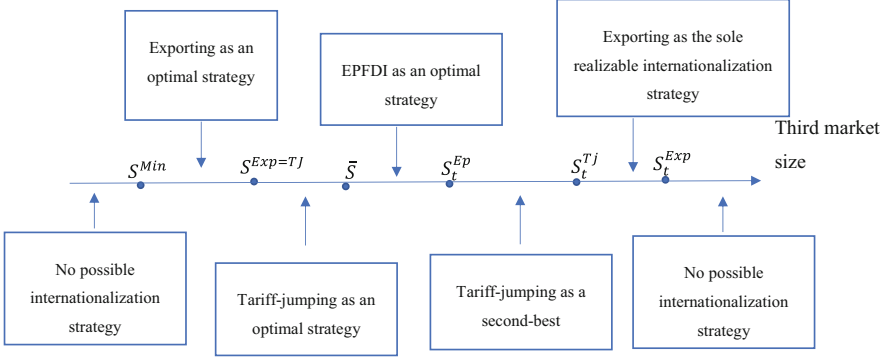 Exporting as an
optimal strategy
EPFDI as an optimal
strategy
Exporting as the sole
realizable internationalization
strategy
Third market
size
S^{Min}
S^{Exp=TJ}
S̄
S_t^{Ep}
S_t^{Tj}
S_t^{Exp}
No possible
internationalization
strategy
Tariff-jumping as an
optimal strategy
Tariff-jumping as a
second-best
No possible
internationalization
strategy